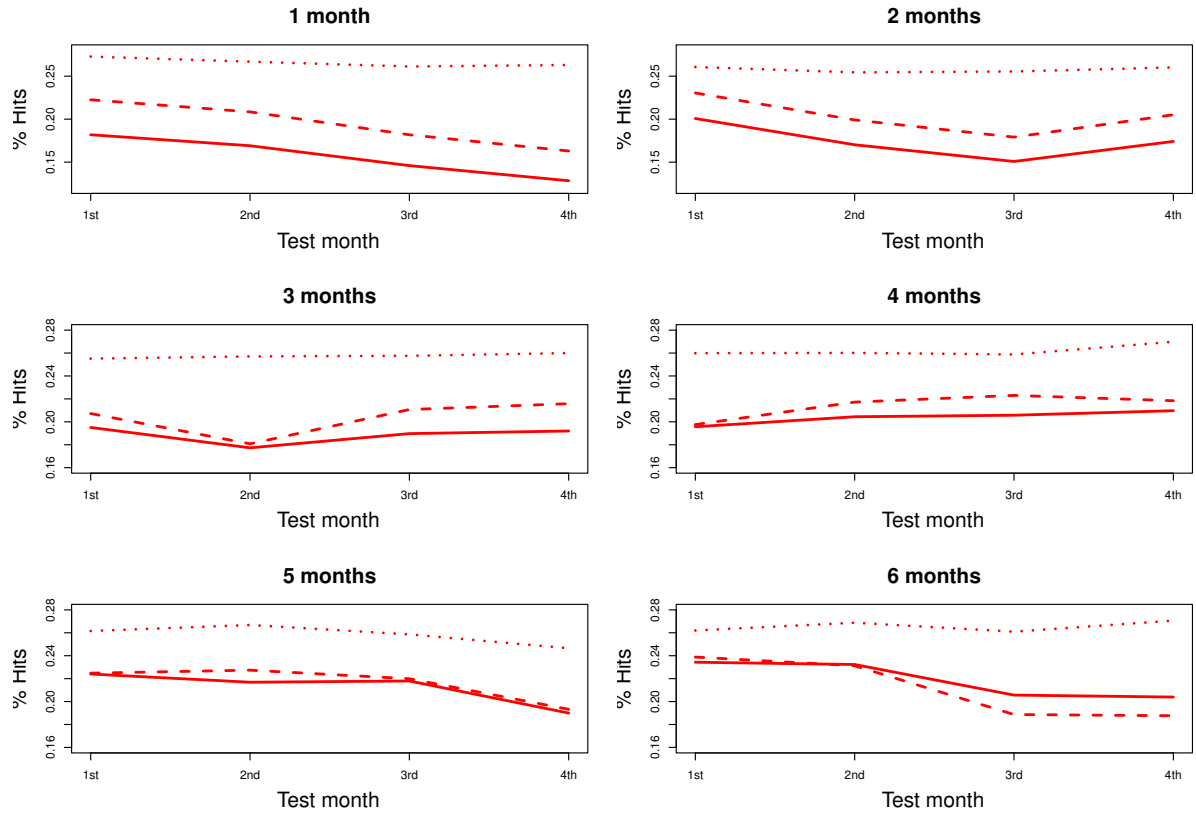 1 month
% Hits
0.25
0.20
0.15
1st 2nd 3rd 4th
Test month
2 months
% Hits
0.25
0.20
0.15
1st 2nd 3rd 4th
Test month
3 months
% Hits
0.28
0.24
0.20
0.16
1st 2nd 3rd 4th
Test month
4 months
% Hits
0.28
0.24
0.20
0.16
1st 2nd 3rd 4th
Test month
5 months
% Hits
0.28
0.24
0.20
0.16
1st 2nd 3rd 4th
Test month
6 months
% Hits
0.28
0.24
0.20
0.16
1st 2nd 3rd 4th
Test month